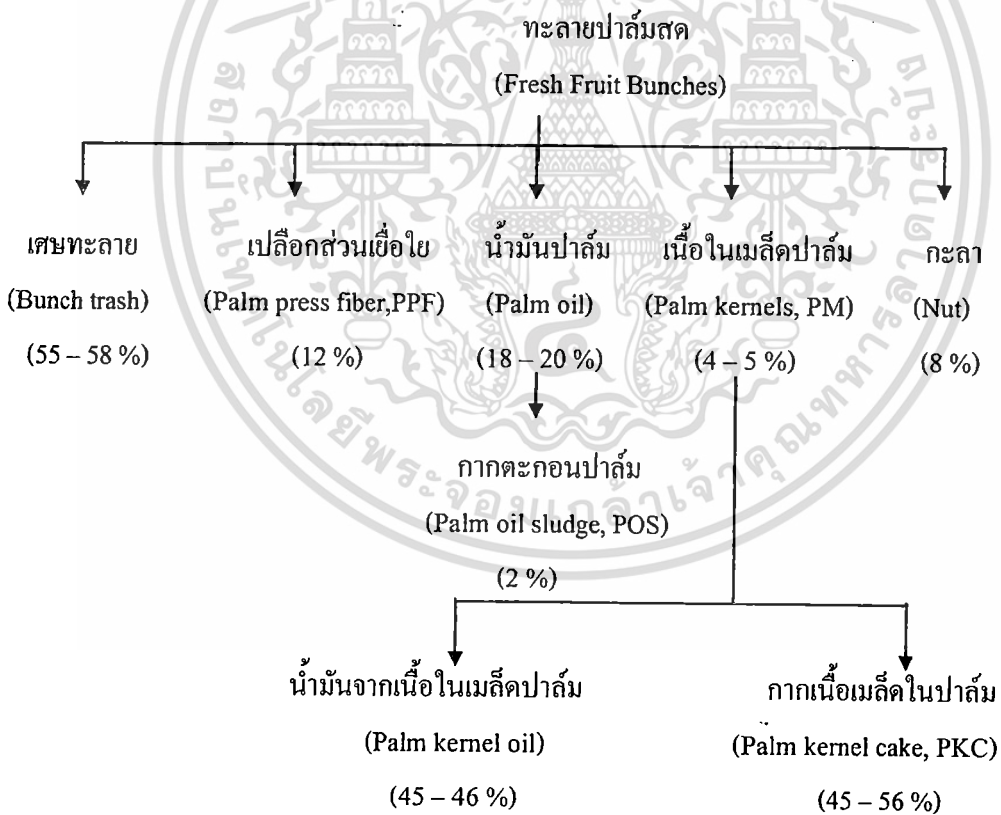 ทะลายปาล์มสด
(Fresh Fruit Bunches)
เศษทะลาย
(Bunch trash)
(55 – 58 %)
เปลือกส่วนเยื่อใย
(Palm press fiber,PPF)
(12 %)
น้ำมันปาล์ม
(Palm oil)
(18 – 20 %)
เนื้อในเมล็ดปาล์ม
(Palm kernels, PM)
(4 – 5 %)
กะลา
(Nut)
(8 %)
กากตะกอนปาล์ม
(Palm oil sludge, POS)
(2 %)
น้ำมันจากเนื้อในเมล็ดปาล์ม
(Palm kernel oil)
(45 – 46 %)
กากเนื้อเมล็ดในปาล์ม
(Palm kernel cake, PKC)
(45 – 56 %)